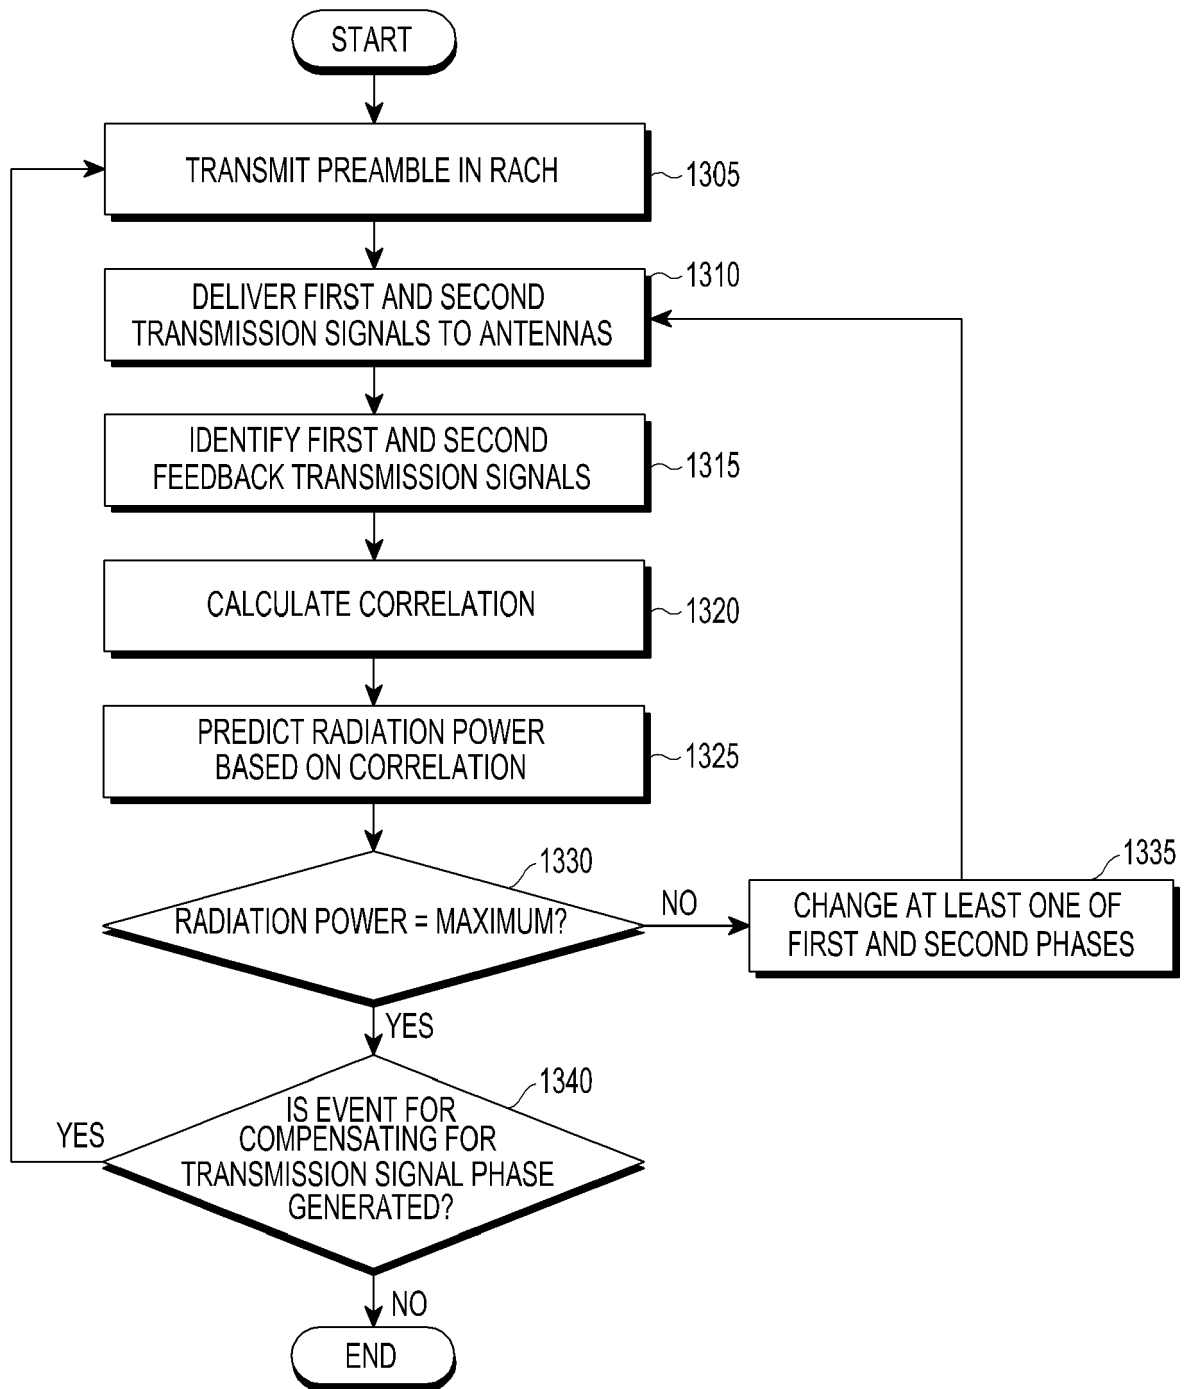 START
TRANSMIT PREAMBLE IN RACH
1305
DELIVER FIRST AND SECOND
TRANSMISSION SIGNALS TO ANTENNAS
1310
IDENTIFY FIRST AND SECOND
FEEDBACK TRANSMISSION SIGNALS
1315
CALCULATE CORRELATION
1320
PREDICT RADIATION POWER
BASED ON CORRELATION
1325
RADIATION POWER = MAXIMUM?
1330
NO
CHANGE AT LEAST ONE OF
FIRST AND SECOND PHASES
1335
YES
IS EVENT FOR
COMPENSATING FOR
TRANSMISSION SIGNAL PHASE
GENERATED?
1340
YES
NO
END